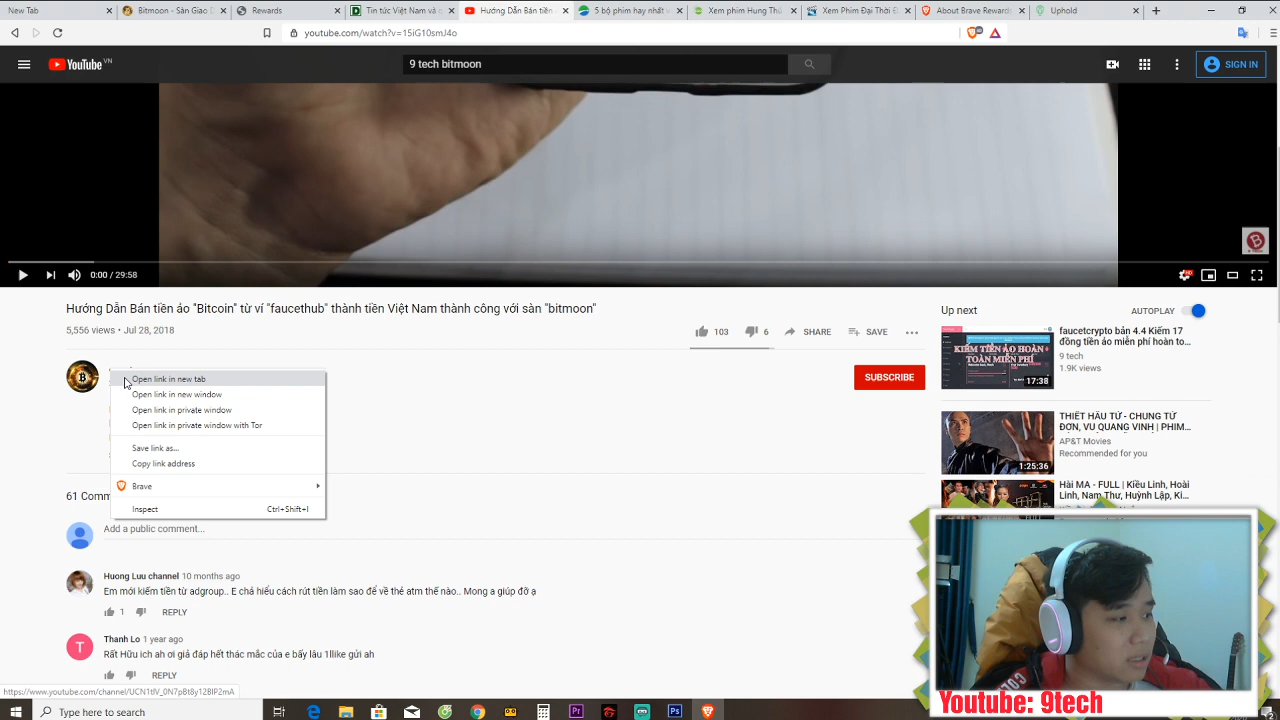 New Tab
Bitmoon - Sàn Giao D
Rewards
Tin tức Việt Nam và q
Hướng Dẫn Bán tiền
5 bộ phim hay nhất v
Xem phim Hung Thủ
Xem Phim Đại Thời Đ
About Brave Rewards
Uphold
youtube.com/watch?v=15iG10smJ4o
YouTube VN
9 tech bitmoon
SIGN IN
0:00 / 29:58
HD
Hướng Dẫn Bán tiền ảo "Bitcoin" từ ví "faucethub" thành tiền Việt Nam thành công với sàn "bitmoon"
5,556 views • Jul 28, 2018
103
6
SHARE
SAVE
SUBSCRIBE
Open link in new tab
Open link in new window
Open link in private window
Open link in private window with Tor
Save link as...
Copy link address
Brave
Inspect
Ctrl+Shift+I
61 Comm
Add a public comment...
Huong Luu channel 10 months ago
Em mới kiếm tiền từ adgroup.. E chả hiểu cách rút tiền làm sao để về thẻ atm thế nào.. Mong a giúp đỡ ạ
1
REPLY
T
Thanh Lo 1 year ago
Rất Hữu ich ah ơi giả đáp hết thác mắc của e bấy lâu 1llike gửi ah
REPLY
Up next
AUTOPLAY
KIẾM TIỀN ẢO HOÀN
TOÀN MIỄN PHÍ
17:38
faucetcrypto bản 4.4 Kiếm 17
đồng tiền ảo miễn phí hoàn to...
9 tech
1.9K views
1:25:36
THIẾT HẦU TỬ - CHUNG TỬ
ĐƠN, VU QUANG VINH | PHIM...
AP&T Movies
Recommended for you
Hài MA - FULL | Kiều Linh, Hoài
Linh, Nam Thư, Huỳnh Lập, Ki...
Youtube: 9tech
https://www.youtube.com/channel/UCN1tlV_0N7pBt8y12BIP2mA
Type here to search